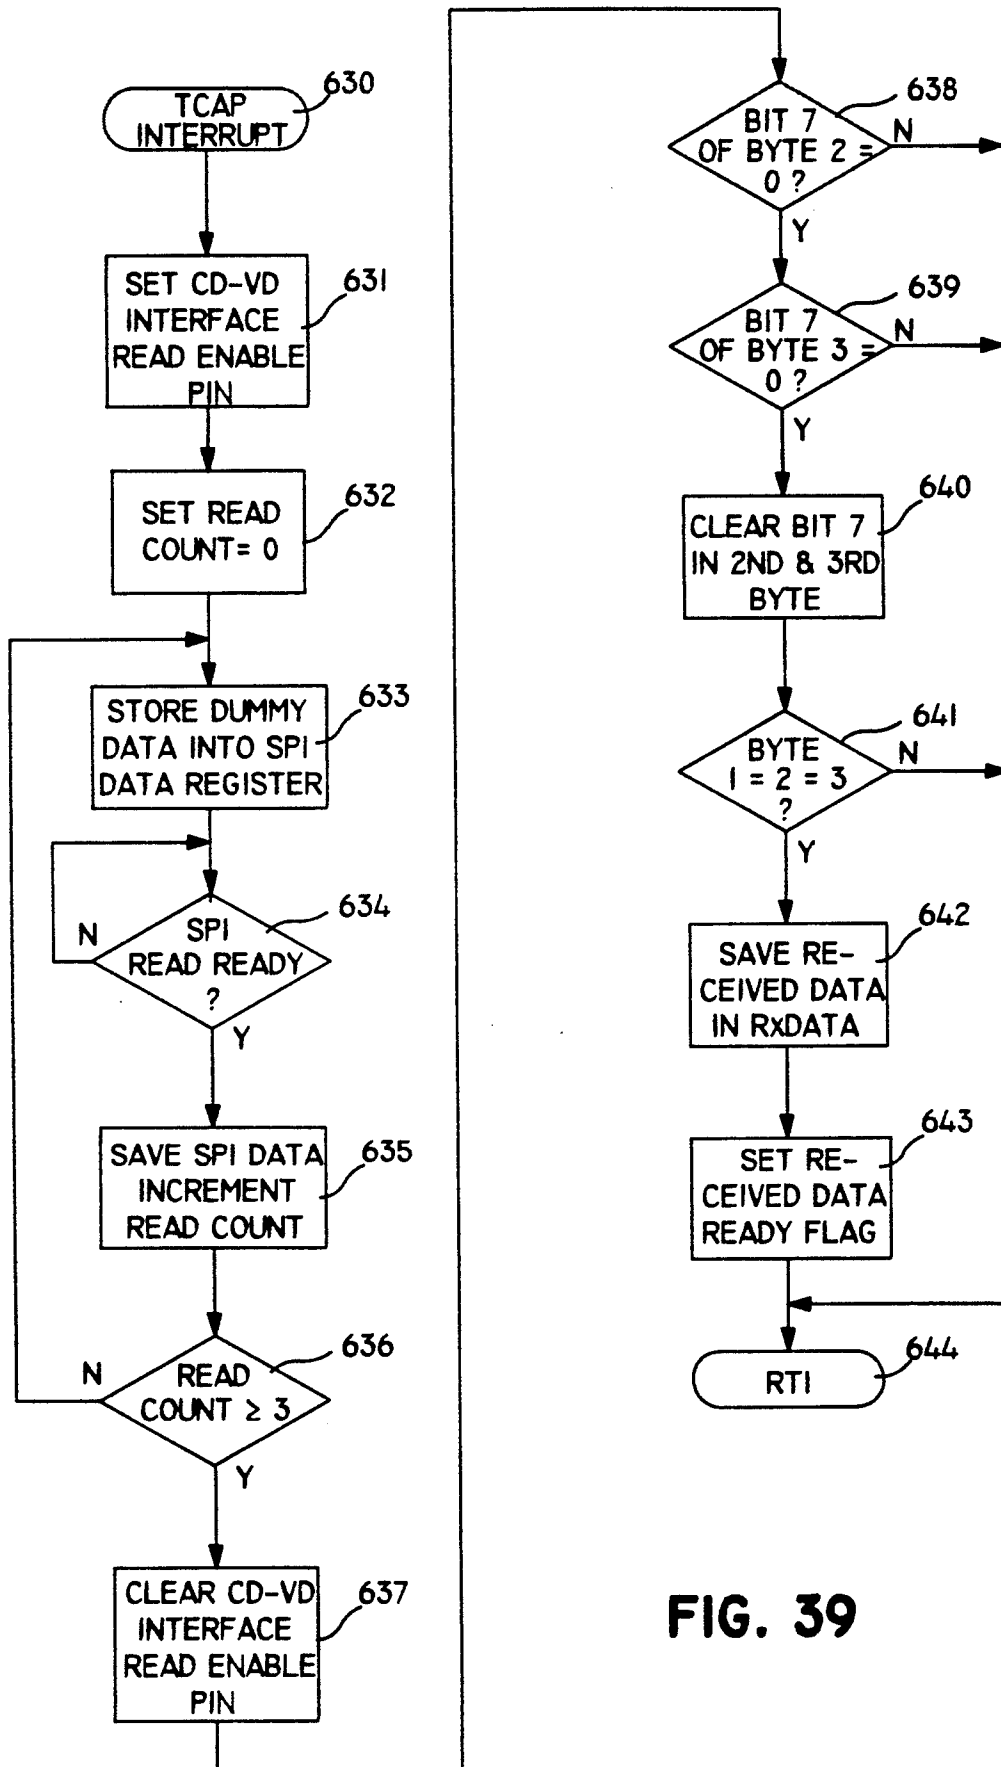 630
TCAP
INTERRUPT
SET CD-VD
INTERFACE
READ ENABLE
PIN
631
SET READ
COUNT= 0
632
STORE DUMMY
DATA INTO SPI
DATA REGISTER
633
SPI
READ READY
?
634
N
Y
SAVE SPI DATA
INCREMENT
READ COUNT
635
READ
COUNT ≥ 3
636
N
Y
CLEAR CD-VD
INTERFACE
READ ENABLE
PIN
637
BIT 7
OF BYTE 2 =
0 ?
638
N
Y
BIT 7
OF BYTE 3 =
0 ?
639
N
Y
CLEAR BIT 7
IN 2ND & 3RD
BYTE
640
BYTE
1 = 2 = 3
?
641
N
Y
SAVE RE-
CEIVED DATA
IN RxDATA
642
SET RE-
CEIVED DATA
READY FLAG
643
RTI
644
FIG. 39